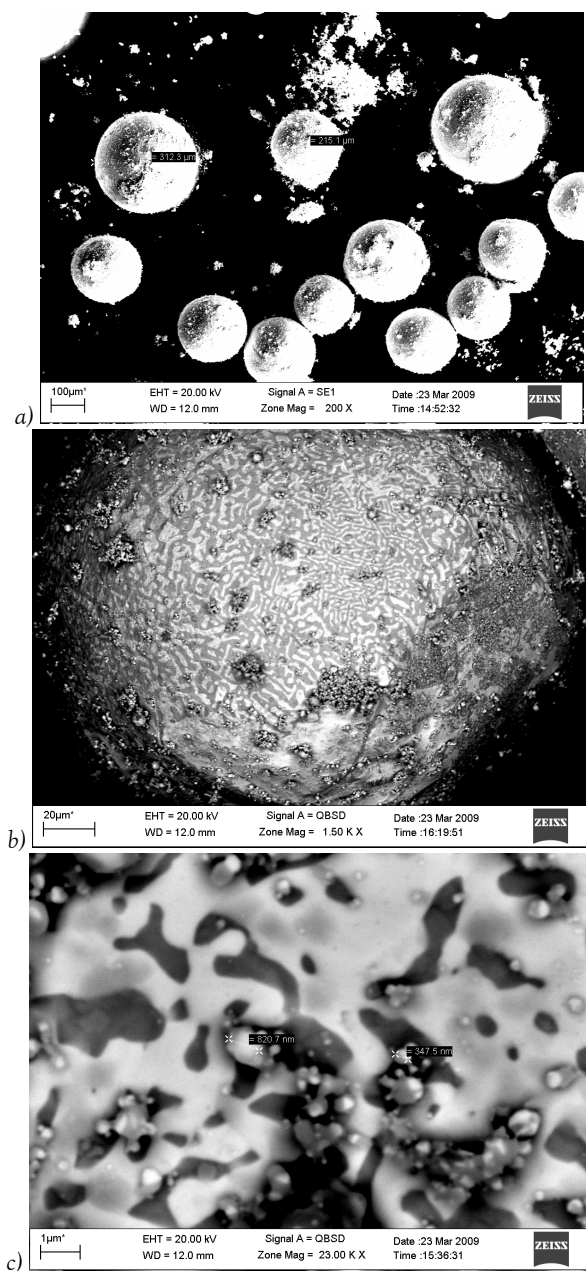 = 312.3 µm
= 215.1 µm
100µm*
EHT = 20.00 kV
Signal A = SE1
Date :23 Mar 2009
WD = 12.0 mm
Zone Mag = 200 X
Time :14:52:32
ZEISS
a)
20µm*
EHT = 20.00 kV
Signal A = QBSD
Date :23 Mar 2009
WD = 12.0 mm
Zone Mag = 1.50 K X
Time :16:19:51
ZEISS
b)
= 820.7 nm
= 347.5 nm
1µm*
EHT = 20.00 kV
Signal A = QBSD
Date :23 Mar 2009
WD = 12.0 mm
Zone Mag = 23.00 K X
Time :15:36:31
ZEISS
c)